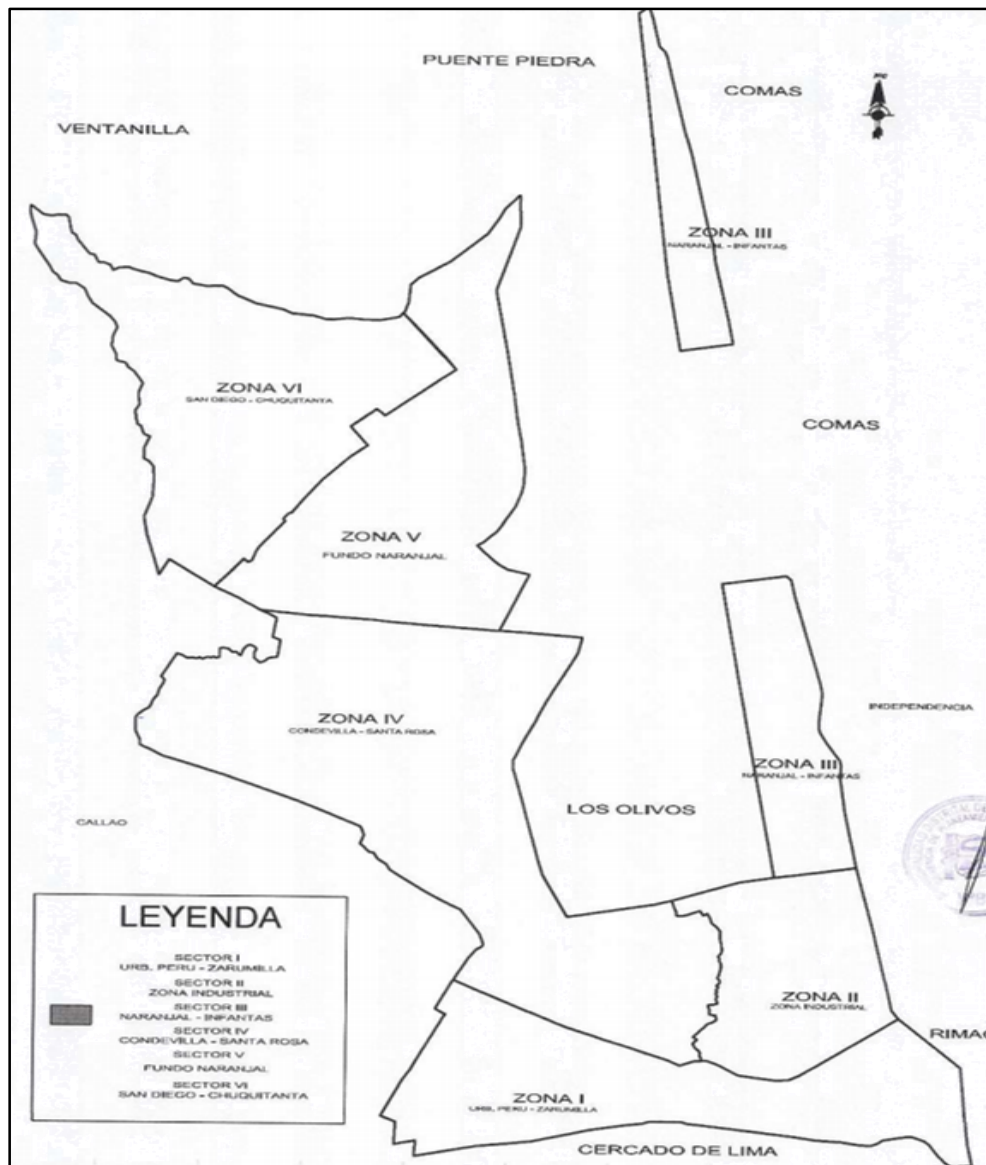 PUENTE PIEDRA
COMAS
VENTANILLA
ZONA III
NARANJAL - INFANTAS
ZONA VI
SAN DIEGO - CHUQUITANTA
COMAS
ZONA V
FUNDO NARANJAL
ZONA IV
CONDEVILLA - SANTA ROSA
INDEPENDENCIA
ZONA III
NARANJAL - INFANTAS
LOS OLIVOS
CALLAO
LEYENDA
SECTOR I
URB. PERU - ZARUMILLA
SECTOR II
ZONA INDUSTRIAL
SECTOR III
NARANJAL - INFANTAS
SECTOR IV
CONDEVILLA - SANTA ROSA
SECTOR V
FUNDO NARANJAL
SECTOR VI
SAN DIEGO - CHUQUITANTA
ZONA II
ZONA INDUSTRIAL
RIMAC
ZONA I
URB. PERU - ZARUMILLA
CERCADO DE LIMA